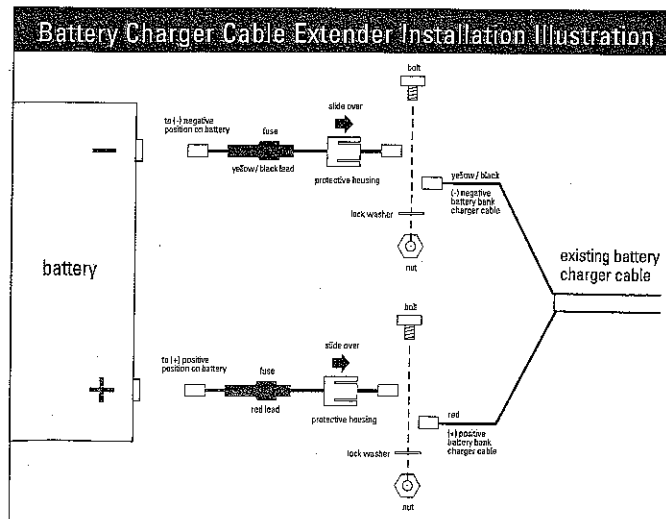 Battery Charger Cable Extender Installation Illustration
bolt
slide over
to (-) negative
position on battery
fuse
yellow/black lead
protective housing
yellow/black
(-) negative
battery bank
charger cable
lock washer
nut
battery
existing battery
charger cable
bolt
slide over
to (+) positive
position on battery
fuse
red lead
protective housing
red
(+) positive
battery bank
charger cable
lock washer
nut